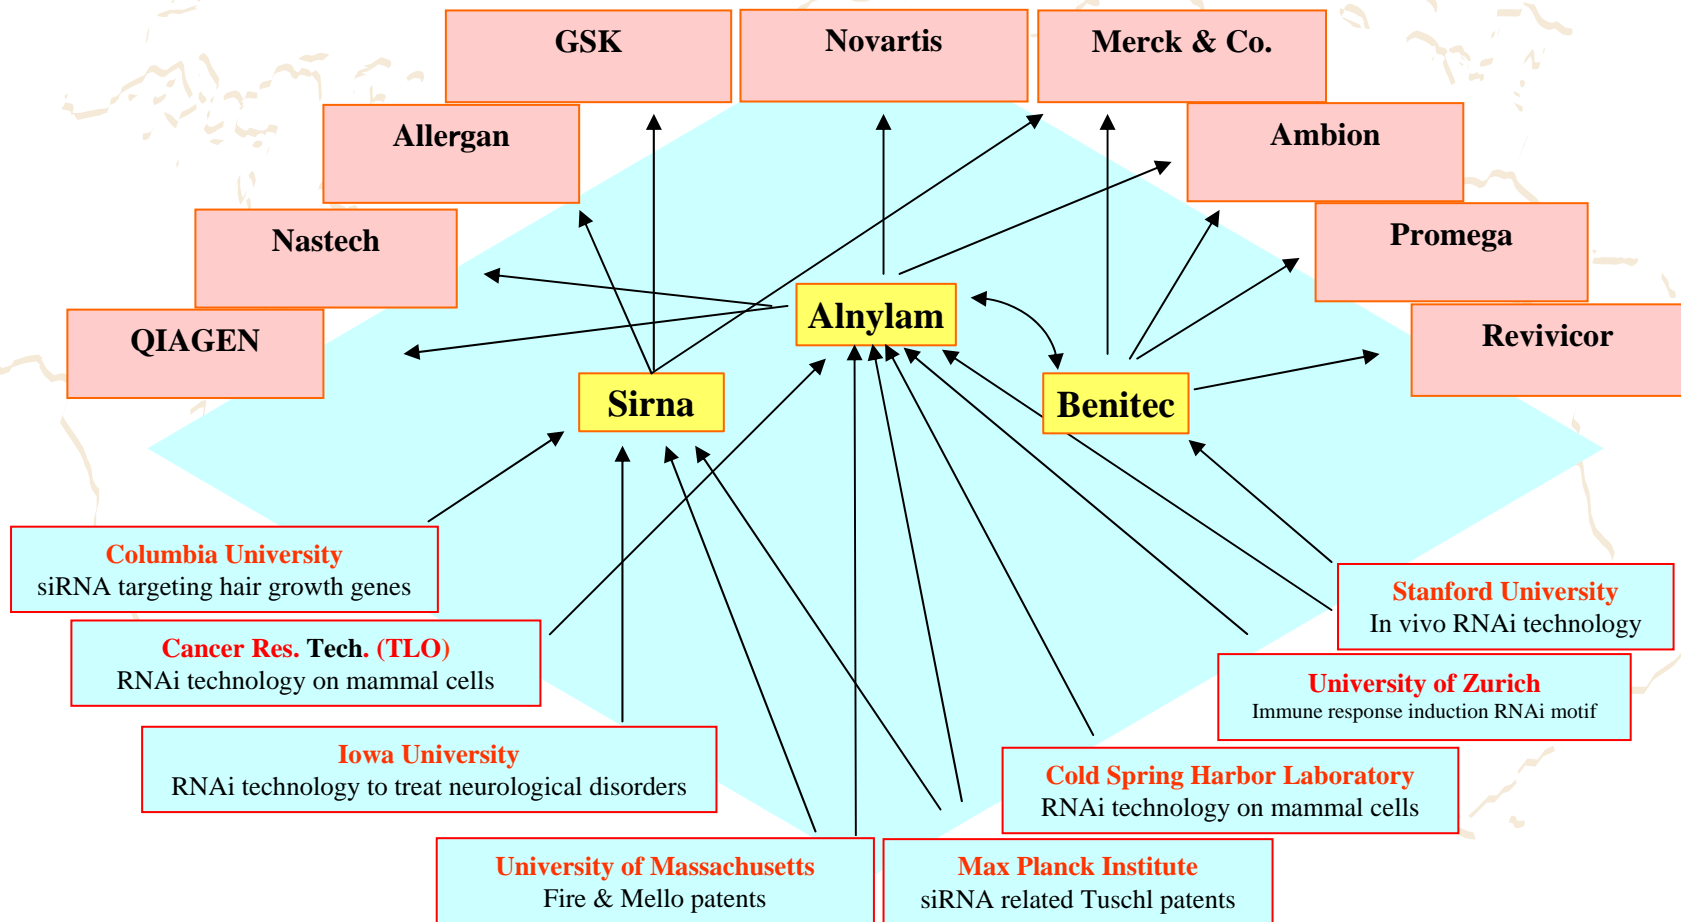 GSK
Novartis
Merck & Co.
Allergan
Ambion
Nastech
Promega
QIAGEN
Alnylam
Revivicor
Sirna
Benitec
Columbia University
siRNA targeting hair growth genes
Stanford University
In vivo RNAi technology
Cancer Res. Tech. (TLO)
RNAi technology on mammal cells
University of Zurich
Immune response induction RNAi motif
Iowa University
RNAi technology to treat neurological disorders
Cold Spring Harbor Laboratory
RNAi technology on mammal cells
University of Massachusetts
Fire & Mello patents
Max Planck Institute
siRNA related Tuschl patents